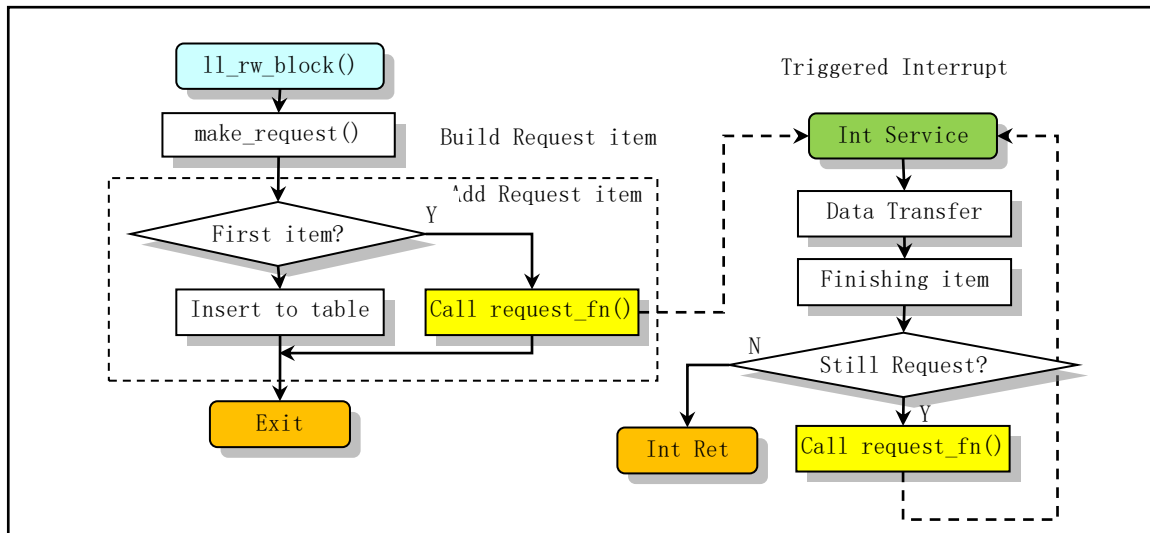 ll_rw_block()
make_request()
Build Request item
Add Request item
First item?
Y
Insert to table
Call request_fn()
Exit
Triggered Interrupt
Int Service
Data Transfer
Finishing item
Still Request?
N
Y
Int Ret
Call request_fn()